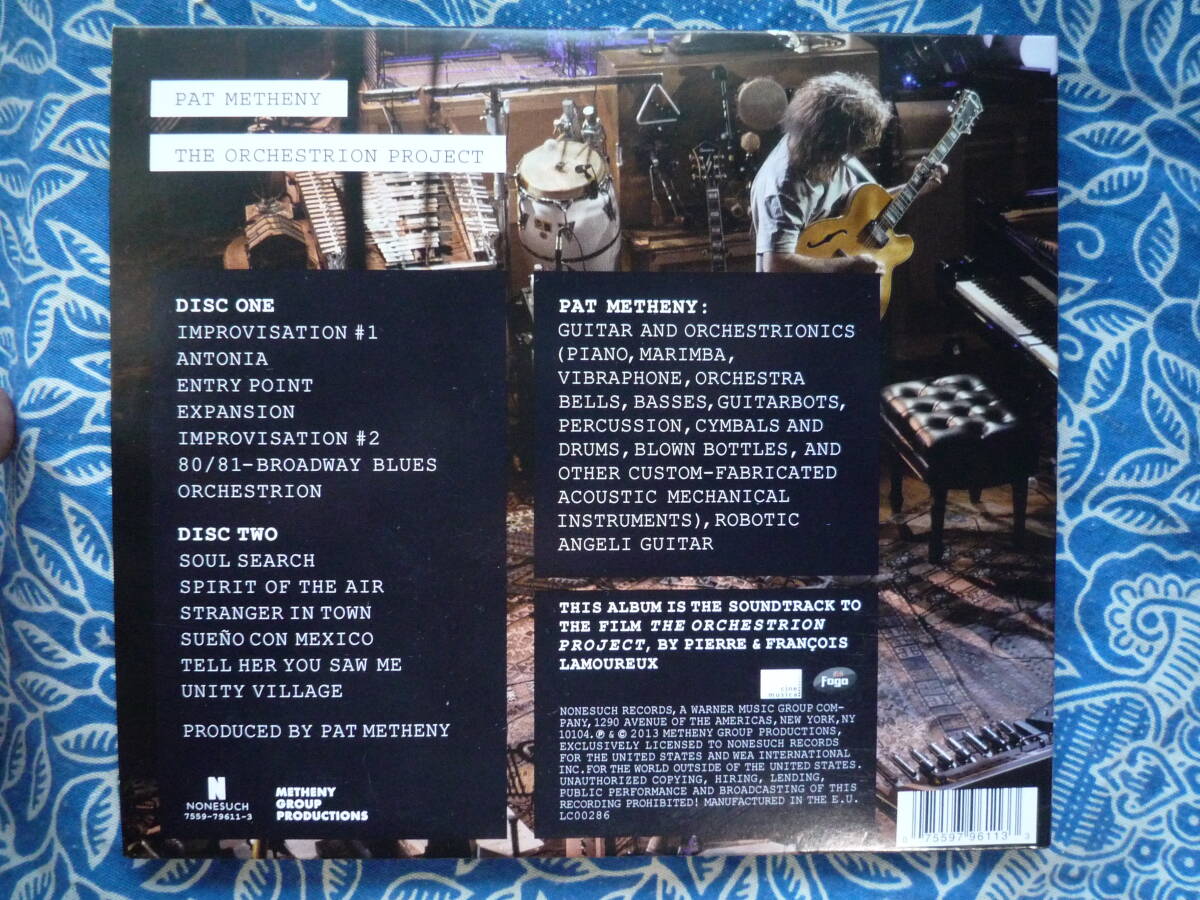 PAT METHENY
THE ORCHESTRION PROJECT
DISC ONE
IMPROVISATION #1
ANTONIA
ENTRY POINT
EXPANSION
IMPROVISATION #2
80/81-BROADWAY BLUES
ORCHESTRION
DISC TWO
SOUL SEARCH
SPIRIT OF THE AIR
STRANGER IN TOWN
SUEÑO CON MEXICO
TELL HER YOU SAW ME
UNITY VILLAGE
PRODUCED BY PAT METHENY
N
NONESUCH
7559-79611-3
METHENY
GROUP
PRODUCTIONS
PAT METHENY:
GUITAR AND ORCHESTRIONICS
(PIANO, MARIMBA,
VIBRAPHONE, ORCHESTRA
BELLS, BASSES, GUITARBOTS,
PERCUSSION, CYMBALS AND
DRUMS, BLOWN BOTTLES, AND
OTHER CUSTOM-FABRICATED
ACOUSTIC MECHANICAL
INSTRUMENTS), ROBOTIC
ANGELI GUITAR
THIS ALBUM IS THE SOUNDTRACK TO
THE FILM THE ORCHESTRION
PROJECT, BY PIERRE & FRANÇOIS
LAMOUREUX
cine
musica
Fogo
NONESUCH RECORDS, A WARNER MUSIC GROUP COM-
PANY, 1290 AVENUE OF THE AMERICAS, NEW YORK, NY
10104. ℗ & © 2013 METHENY GROUP PRODUCTIONS,
EXCLUSIVELY LICENSED TO NONESUCH RECORDS
FOR THE UNITED STATES AND WEA INTERNATIONAL
INC. FOR THE WORLD OUTSIDE OF THE UNITED STATES.
UNAUTHORIZED COPYING, HIRING, LENDING,
PUBLIC PERFORMANCE AND BROADCASTING OF THIS
RECORDING PROHIBITED! MANUFACTURED IN THE E.U.
LC00286
0 75597 96113 3